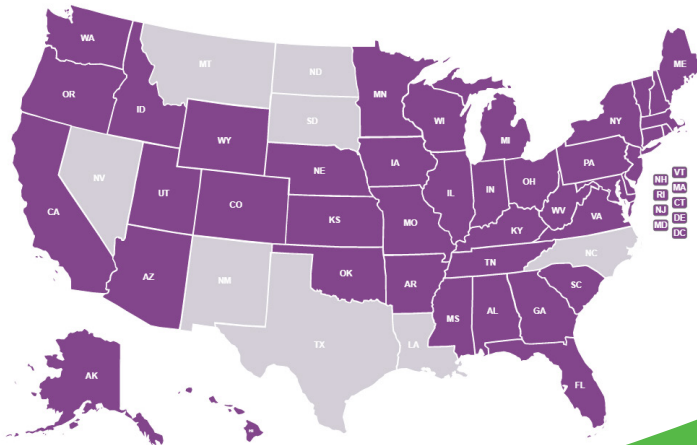 WA
MT
ND
ME
OR
MN
ID
SD
WI
NY
WY
MI
IA
PA
NE
NV
OH
NH
VT
UT
IL
IN
MA
CA
CO
RI
WV
CT
KS
MO
VA
NJ
KY
DE
MD
DC
NC
TN
AZ
OK
NM
AR
SC
MS
AL
GA
TX
LA
AK
FL